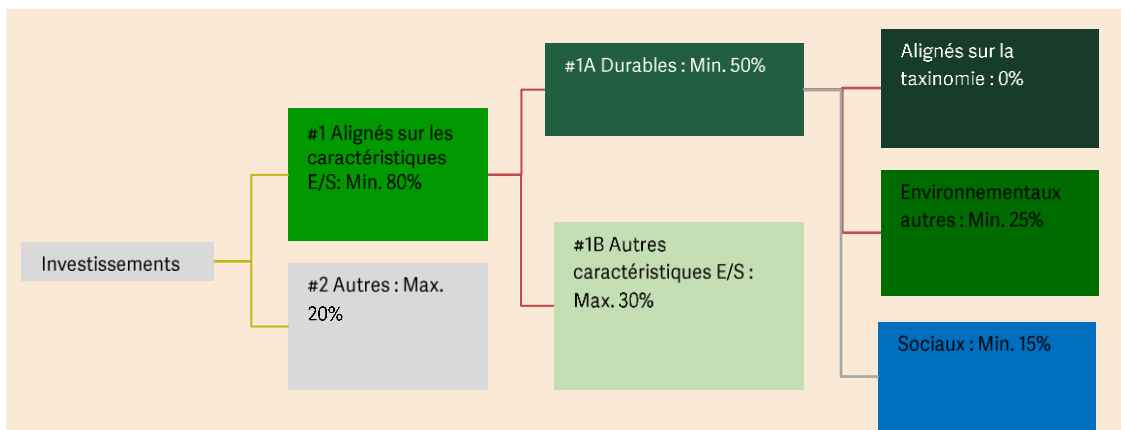 Investissements
#1 Alignés sur les
caractéristiques
E/S: Min. 80%
#2 Autres : Max.
20%
#1A Durables : Min. 50%
#1B Autres
caractéristiques E/S :
Max. 30%
Alignés sur la
taxinomie : 0%
Environnementaux
autres : Min. 25%
Sociaux : Min. 15%